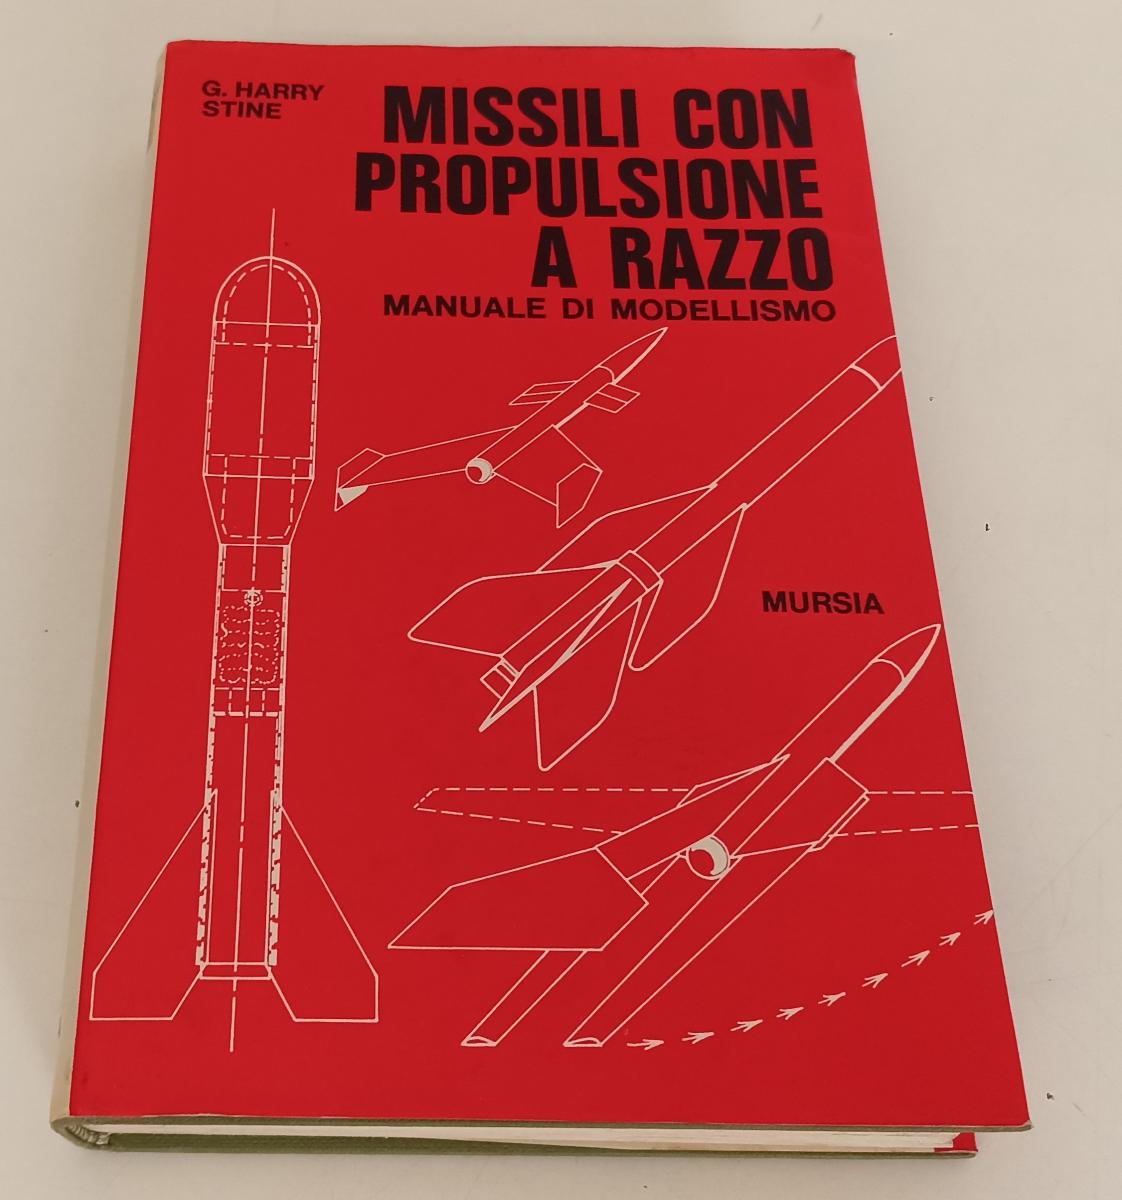 G. HARRY
STINE
MISSILI CON
PROPULSIONE
A RAZZO
MANUALE DI MODELLISMO
MURSIA